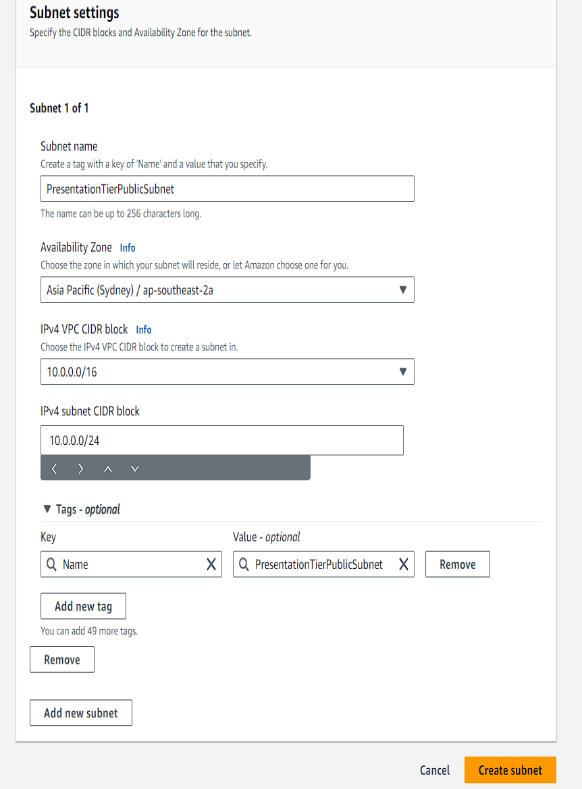 Subnet settings
Specify the CIDR blocks and Availability Zone for the subnet.
Subnet 1 of 1
Subnet name
Create a tag with a key of 'Name' and a value that you specify.
PresentationTierPublicSubnet
The name can be up to 256 characters long.
Availability Zone Info
Choose the zone in which your subnet will reside, or let Amazon choose one for you.
Asia Pacific (Sydney) / ap-southeast-2a
IPv4 VPC CIDR block Info
Choose the IPv4 VPC CIDR block to create a subnet in.
10.0.0.0/16
IPv4 subnet CIDR block
10.0.0.0/24
Tags - optional
Key Value - optional
Name PresentationTierPublicSubnet Remove
Add new tag
You can add 49 more tags.
Remove
Add new subnet
Cancel Create subnet